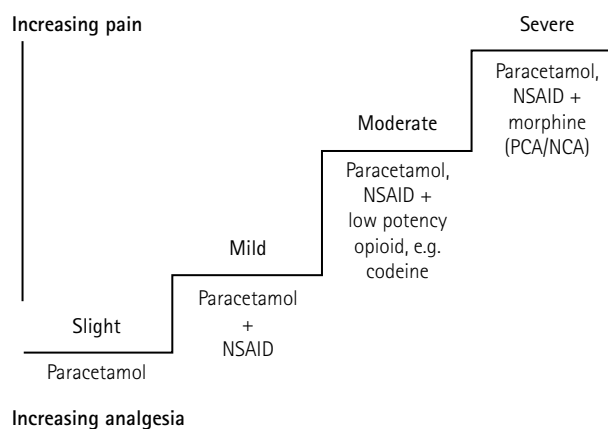 Increasing pain
Severe
Paracetamol,
NSAID +
morphine
(PCA/NCA)
Moderate
Paracetamol,
NSAID +
low potency
opioid, e.g.
codeine
Mild
Paracetamol
+
NSAID
Slight
Paracetamol
Increasing analgesia